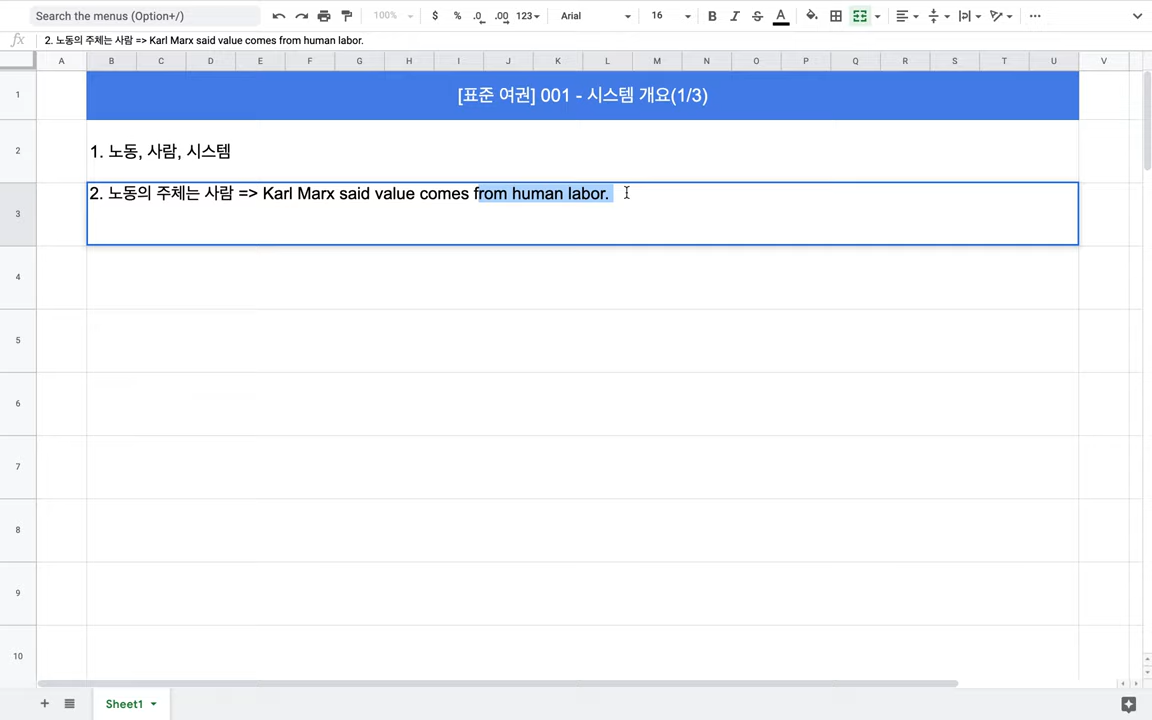 Search the menus (Option+/) 100% $ % .0 .00 123 Arial 16 B I S A
fx 2. 노동의 주체는 사람 => Karl Marx said value comes from human labor.
A B C D E F G H I J K L M N O P Q R S T U V
1 [표준 여권] 001 - 시스템 개요(1/3)
2 1. 노동, 사람, 시스템
3 2. 노동의 주체는 사람 => Karl Marx said value comes from human labor.
4
5
6
7
8
9
10
+ Sheet1